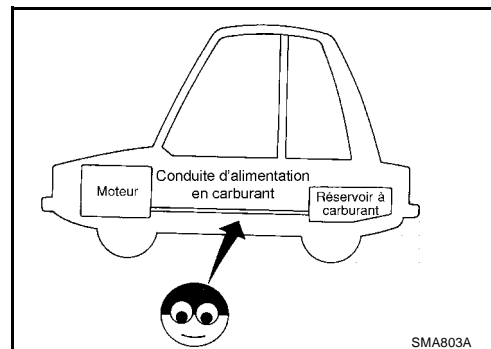 Conduite d'alimentation
en carburant
Moteur
Réservoir à
carburant
SMA803A